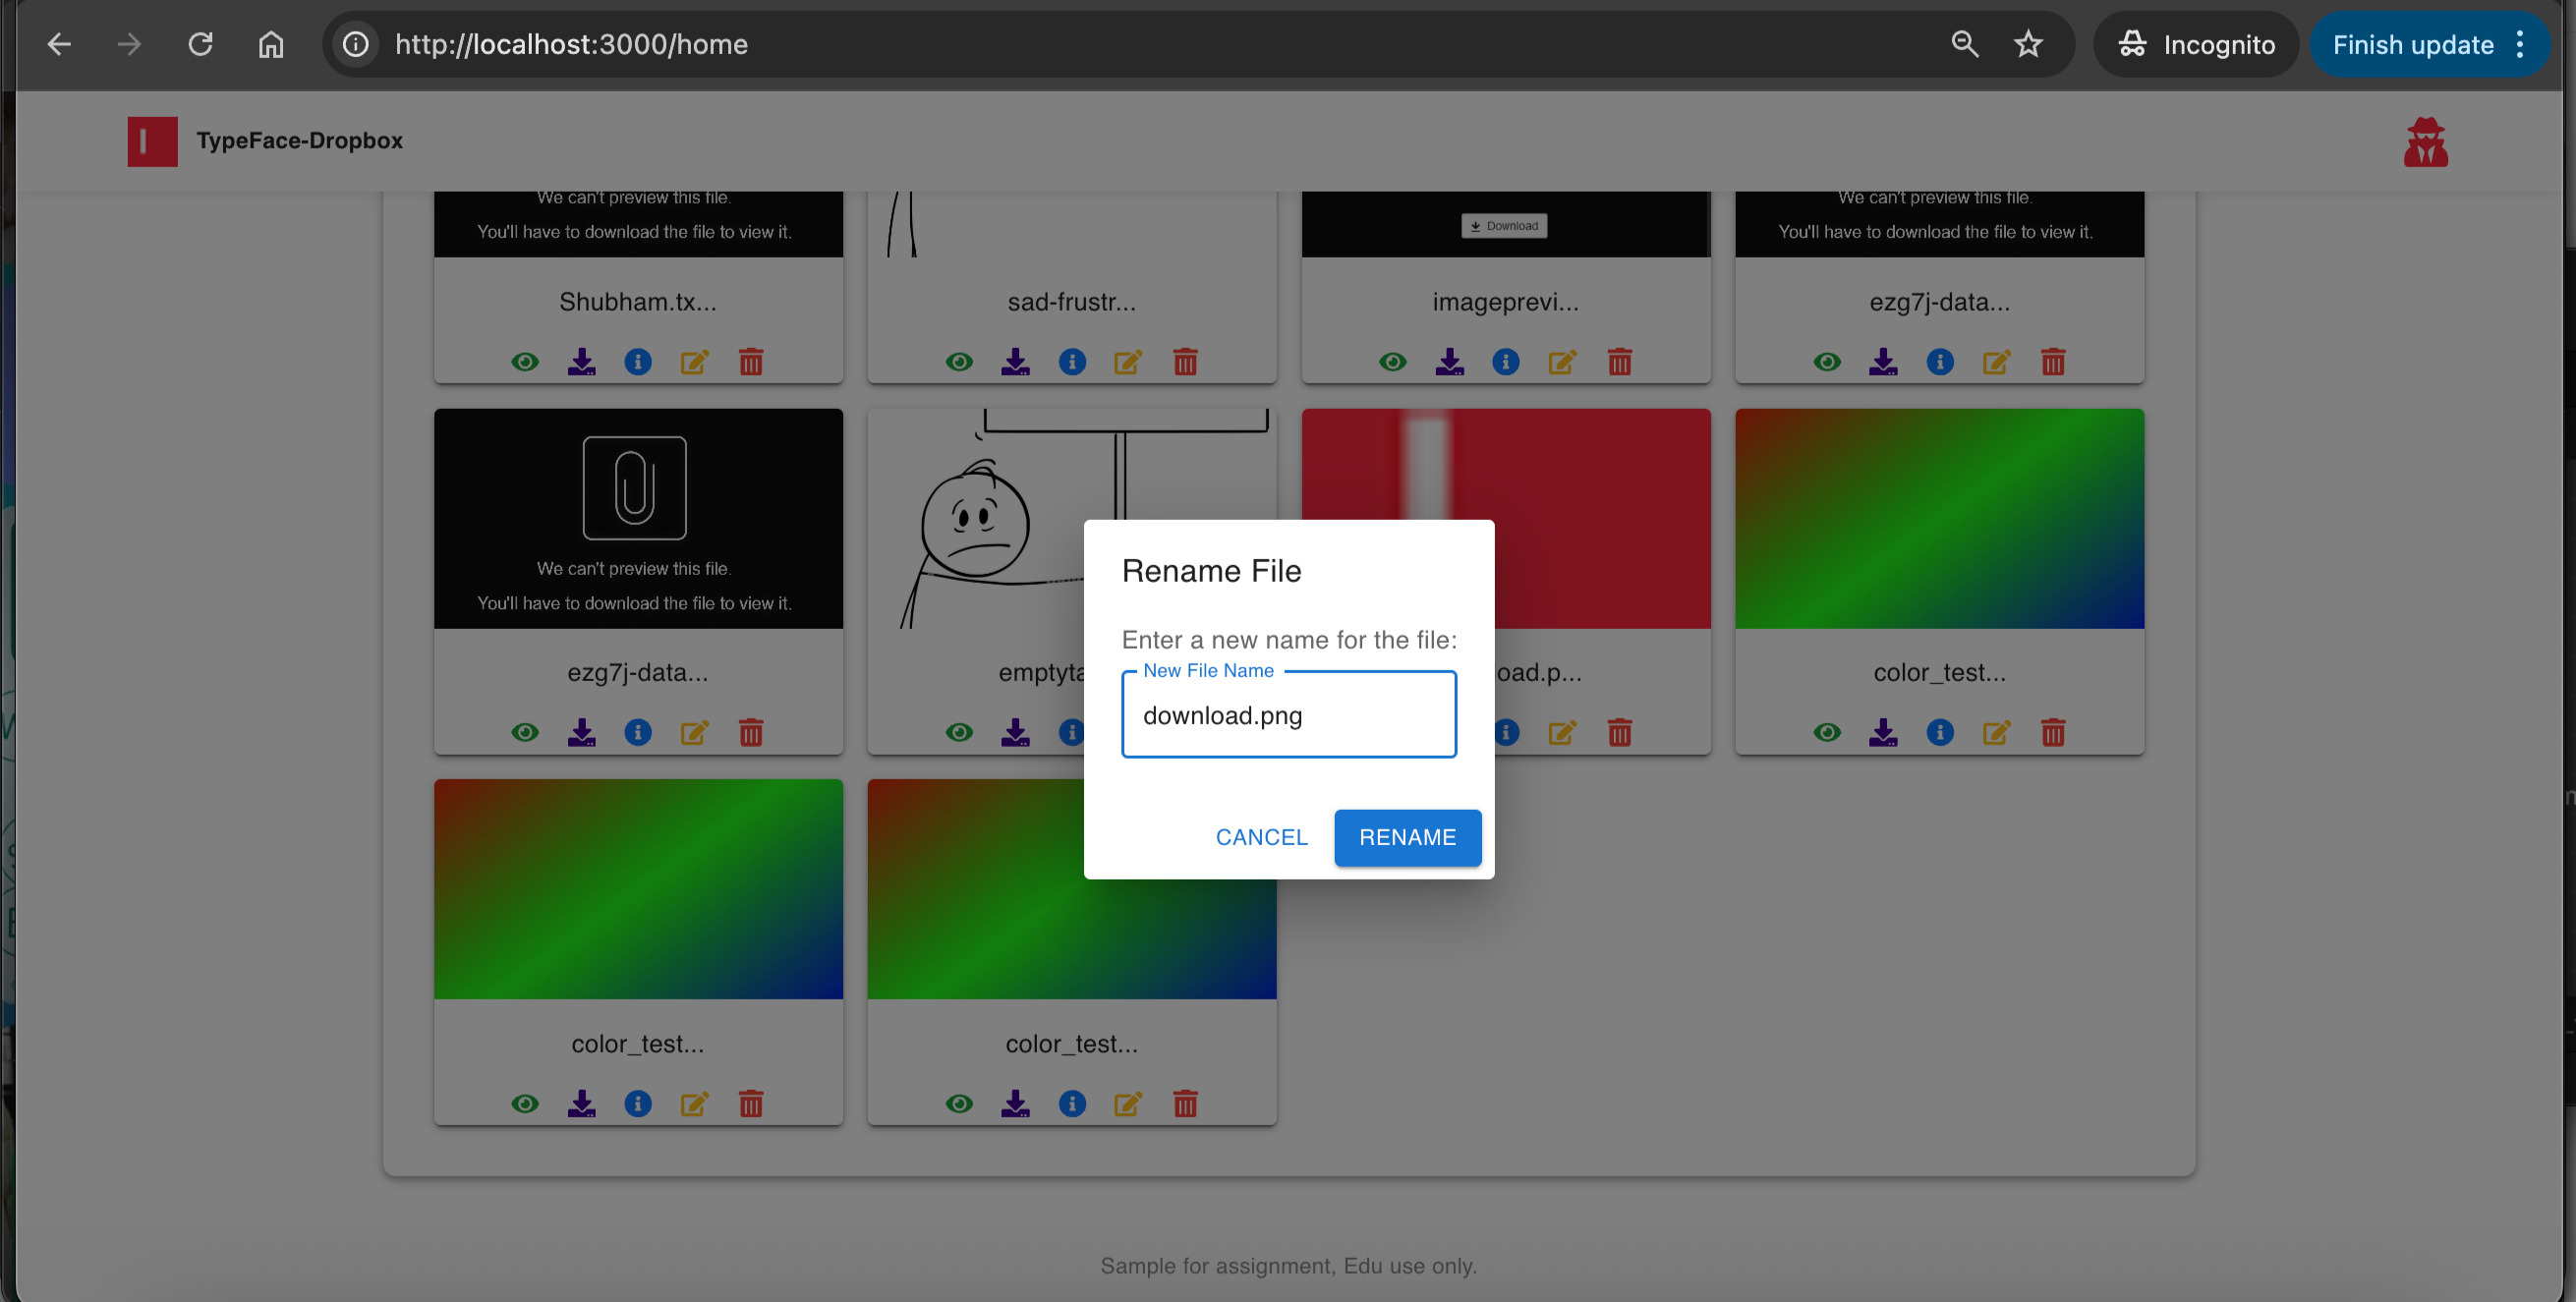 http://localhost:3000/home
Incognito
Finish update
TypeFace-Dropbox
We can't preview this file.
You'll have to download the file to view it.
Download
We can't preview this file.
You'll have to download the file to view it.
Shubham.tx...
sad-frustr...
imageprevi...
ezg7j-data...
We can't preview this file.
You'll have to download the file to view it.
Rename File
Enter a new name for the file:
New File Name
download.png
CANCEL
RENAME
ezg7j-data...
emptyta
oad.p...
color_test...
color_test...
color_test...
Sample for assignment, Edu use only.